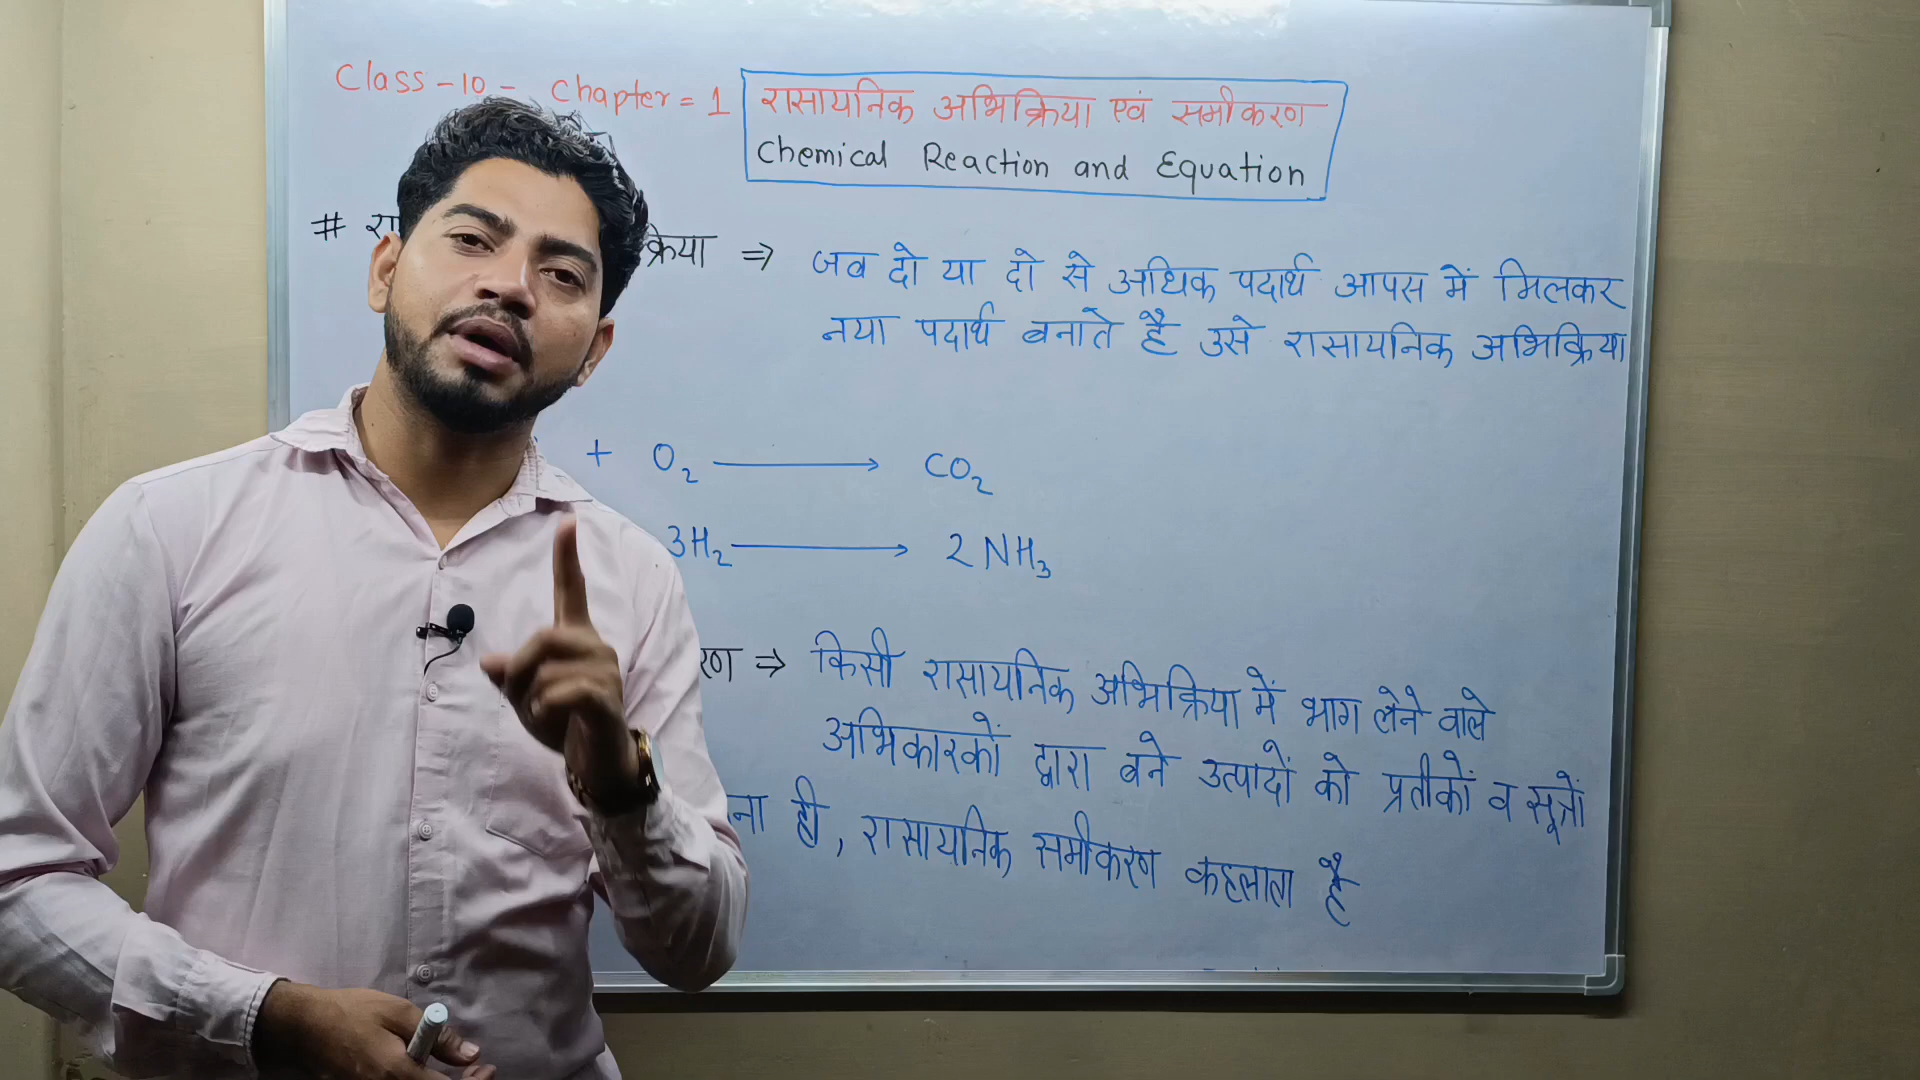 Class-10- Chapter=1 रासायनिक अभिक्रिया एवं समीकरण
Chemical Reaction and Equation
# ⇒ जब दो या दो से अधिक पदार्थ आपस में मिलकर
नया पदार्थ बनाते है उसे रासायनिक अभिक्रिया
+ O₂ ⟶ CO₂
3H₂ ⟶ 2NH₃
⇒ किसी रासायनिक अभिक्रिया में भाग लेने वाले
अभिकारकों द्वारा बने उत्पादों को प्रतीकों व सूत्रों
ही, रासायनिक समीकरण कहलाता है